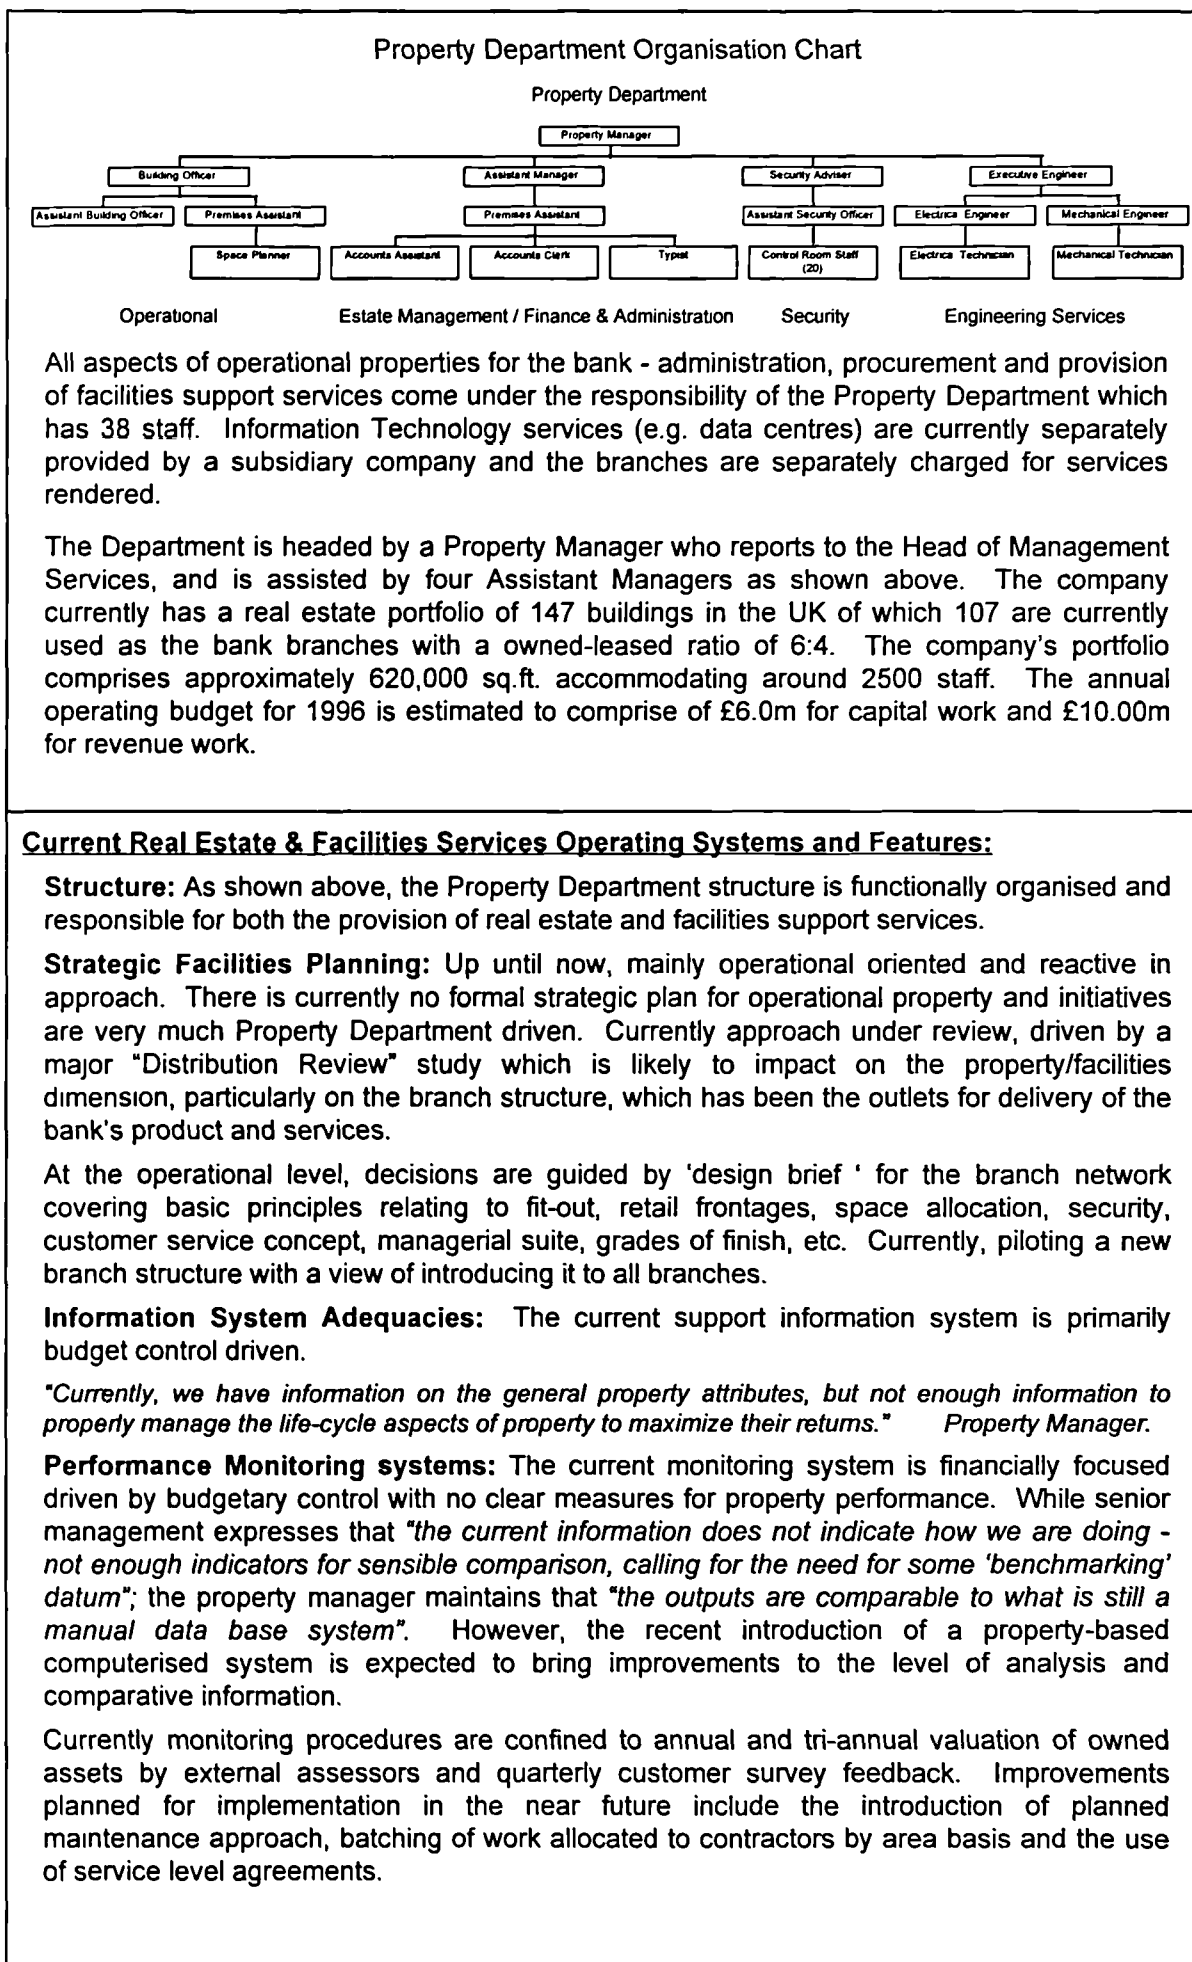 Property Department Organisation Chart
Property Department
Property Manager
Building Officer
Assistant Manager
Security Adviser
Executive Engineer
Assistant Building Officer
Premises Assistant
Premises Assistant
Assistant Security Officer
Electrica Engineer
Mechanical Engineer
Space Planner
Accounts Assistant
Accounts Clerk
Typist
Control Room Staff
(20)
Electrica Technician
Mechanical Technician
Operational
Estate Management / Finance & Administration
Security
Engineering Services
All aspects of operational properties for the bank - administration, procurement and provision
of facilities support services come under the responsibility of the Property Department which
has 38 staff. Information Technology services (e.g. data centres) are currently separately
provided by a subsidiary company and the branches are separately charged for services
rendered.
The Department is headed by a Property Manager who reports to the Head of Management
Services, and is assisted by four Assistant Managers as shown above. The company
currently has a real estate portfolio of 147 buildings in the UK of which 107 are currently
used as the bank branches with a owned-leased ratio of 6:4. The company's portfolio
comprises approximately 620,000 sq.ft. accommodating around 2500 staff. The annual
operating budget for 1996 is estimated to comprise of £6.0m for capital work and £10.00m
for revenue work.
Current Real Estate & Facilities Services Operating Systems and Features:
Structure: As shown above, the Property Department structure is functionally organised and
responsible for both the provision of real estate and facilities support services.
Strategic Facilities Planning: Up until now, mainly operational oriented and reactive in
approach. There is currently no formal strategic plan for operational property and initiatives
are very much Property Department driven. Currently approach under review, driven by a
major "Distribution Review" study which is likely to impact on the property/facilities
dimension, particularly on the branch structure, which has been the outlets for delivery of the
bank's product and services.
At the operational level, decisions are guided by 'design brief ' for the branch network
covering basic principles relating to fit-out, retail frontages, space allocation, security,
customer service concept, managerial suite, grades of finish, etc. Currently, piloting a new
branch structure with a view of introducing it to all branches.
Information System Adequacies: The current support information system is primarily
budget control driven.
"Currently, we have information on the general property attributes, but not enough information to
properly manage the life-cycle aspects of property to maximize their returns." Property Manager.
Performance Monitoring systems: The current monitoring system is financially focused
driven by budgetary control with no clear measures for property performance. While senior
management expresses that "the current information does not indicate how we are doing -
not enough indicators for sensible comparison, calling for the need for some 'benchmarking'
datum"; the property manager maintains that "the outputs are comparable to what is still a
manual data base system". However, the recent introduction of a property-based
computerised system is expected to bring improvements to the level of analysis and
comparative information.
Currently monitoring procedures are confined to annual and tri-annual valuation of owned
assets by external assessors and quarterly customer survey feedback. Improvements
planned for implementation in the near future include the introduction of planned
maintenance approach, batching of work allocated to contractors by area basis and the use
of service level agreements.